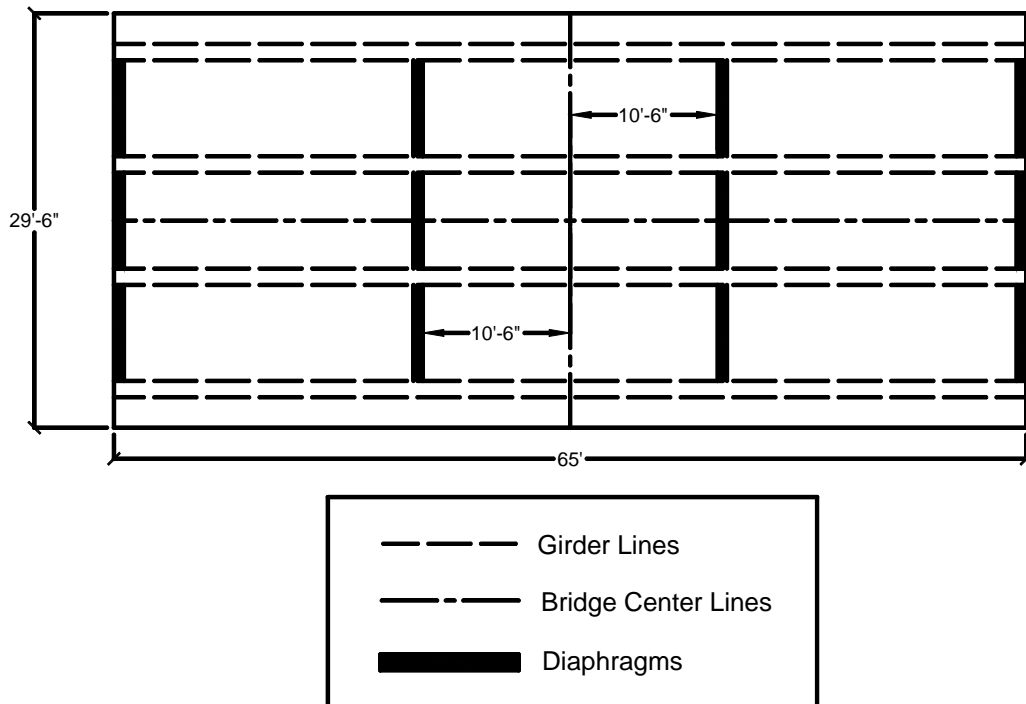 10'-6"
29'-6"
10'-6"
65'
Girder Lines
Bridge Center Lines
Diaphragms